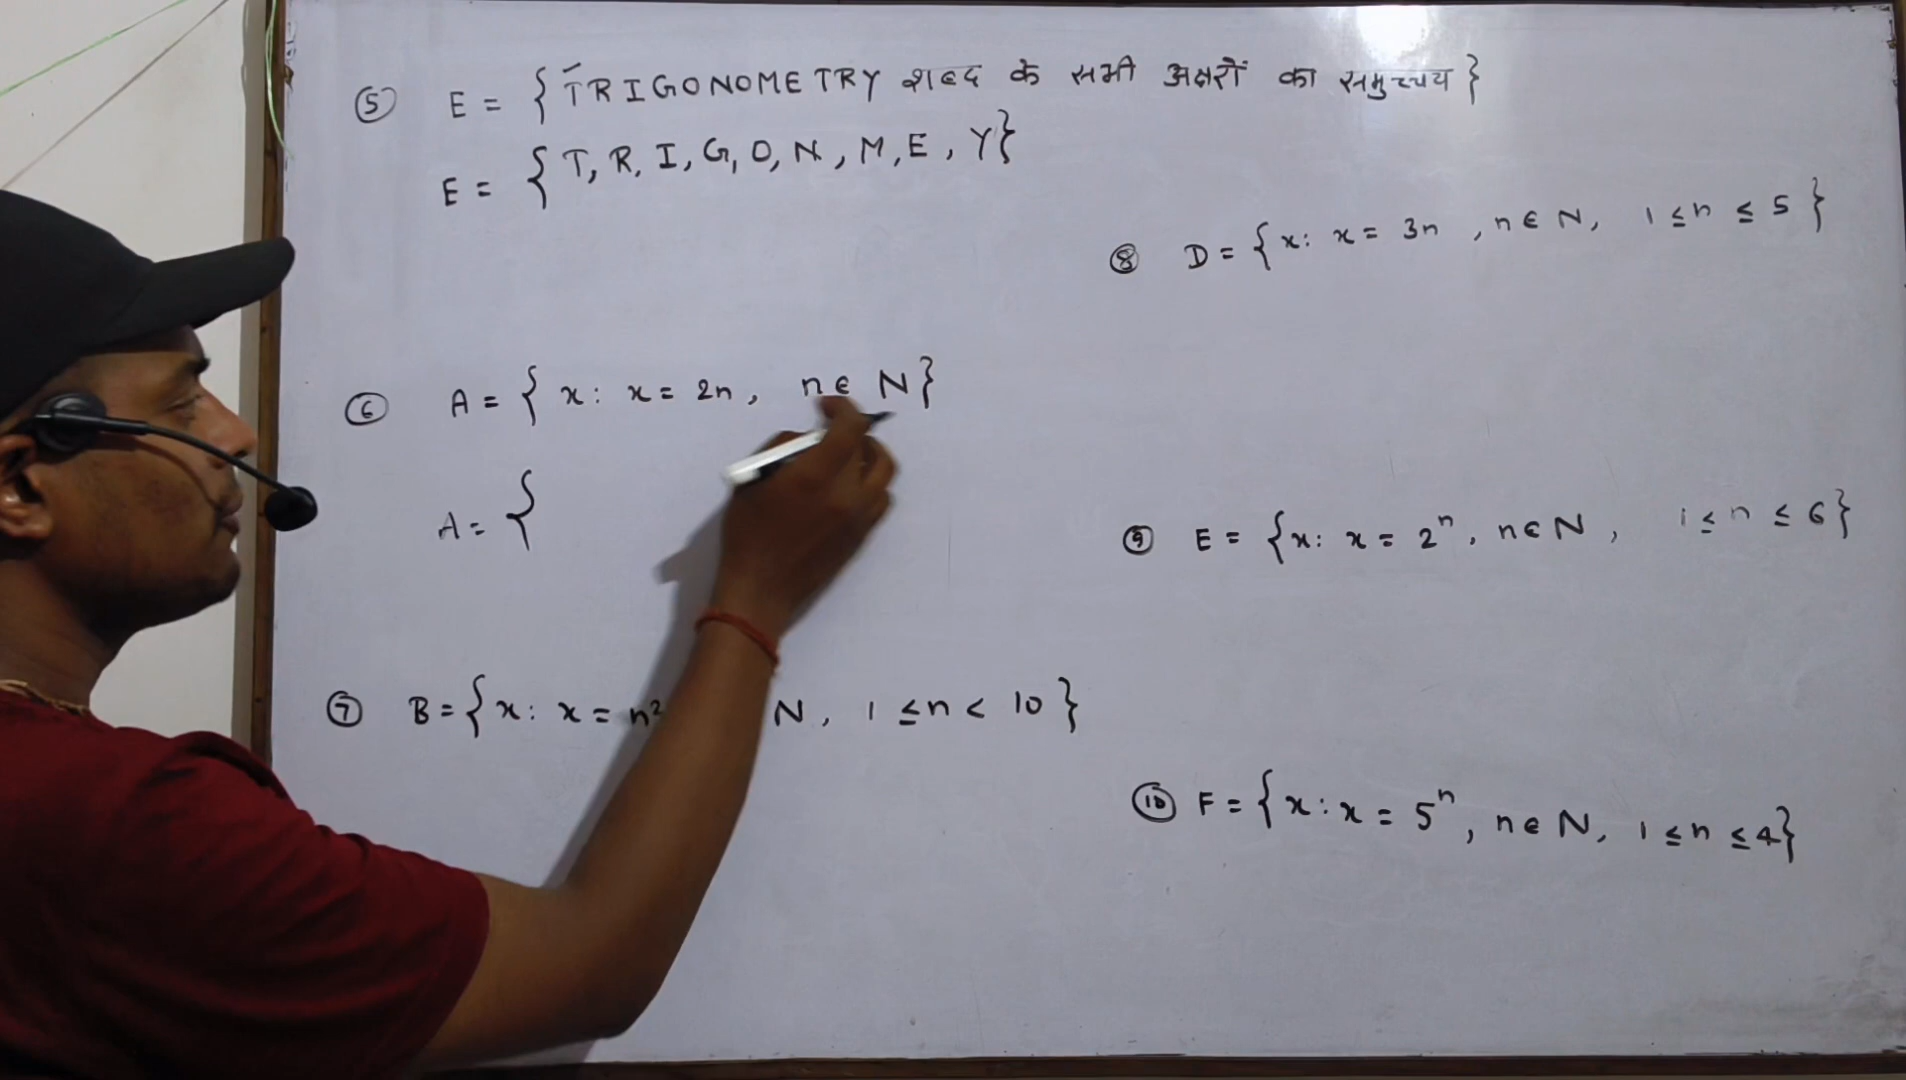 ⑤ E = { TRIGONOMETRY शब्द के सभी अक्षरों का समुच्चय }
E = { T, R, I, G, O, N, M, E, Y }
⑥ A = { x : x = 2n, n ∈ N }
A = {
⑦ B = { x : x = n² N, 1 ≤ n < 10 }
⑧ D = { x : x = 3n, n ∈ N, 1 ≤ n ≤ 5 }
⑨ E = { x : x = 2ⁿ, n ∈ N, 1 ≤ n ≤ 6 }
⑩ F = { x : x = 5ⁿ, n ∈ N, 1 ≤ n ≤ 4 }